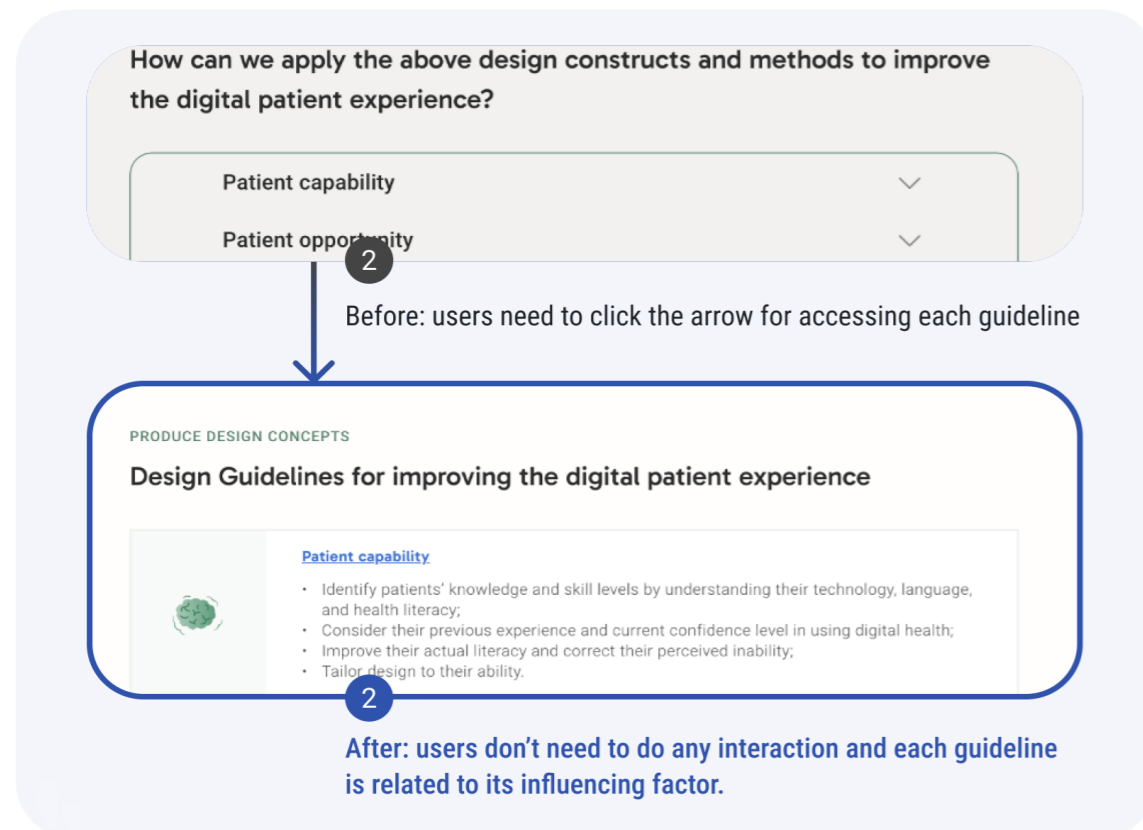 How can we apply the above design constructs and methods to improve
the digital patient experience?
Patient capability
Patient opportunity
2
Before: users need to click the arrow for accessing each guideline
PRODUCE DESIGN CONCEPTS
Design Guidelines for improving the digital patient experience
Patient capability
• Identify patients’ knowledge and skill levels by understanding their technology, language,
and health literacy;
• Consider their previous experience and current confidence level in using digital health;
• Improve their actual literacy and correct their perceived inability;
• Tailor design to their ability.
2
After: users don’t need to do any interaction and each guideline
is related to its influencing factor.